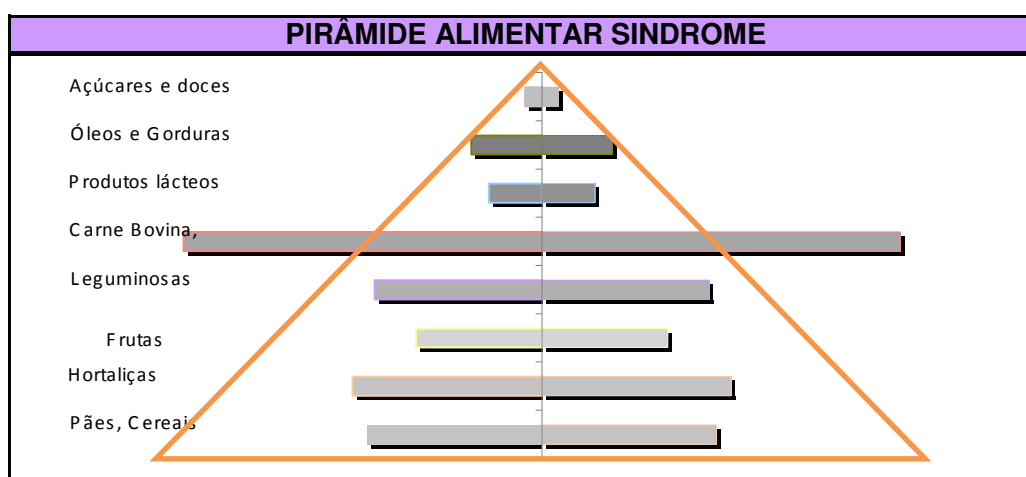 PIRÂMIDE ALIMENTAR SINDROME
Açúcares e doces
Óleos e Gorduras
Produtos lácteos
Carne Bovina,
Leguminosas
Frutas
Hortaliças
Pães, Cereais